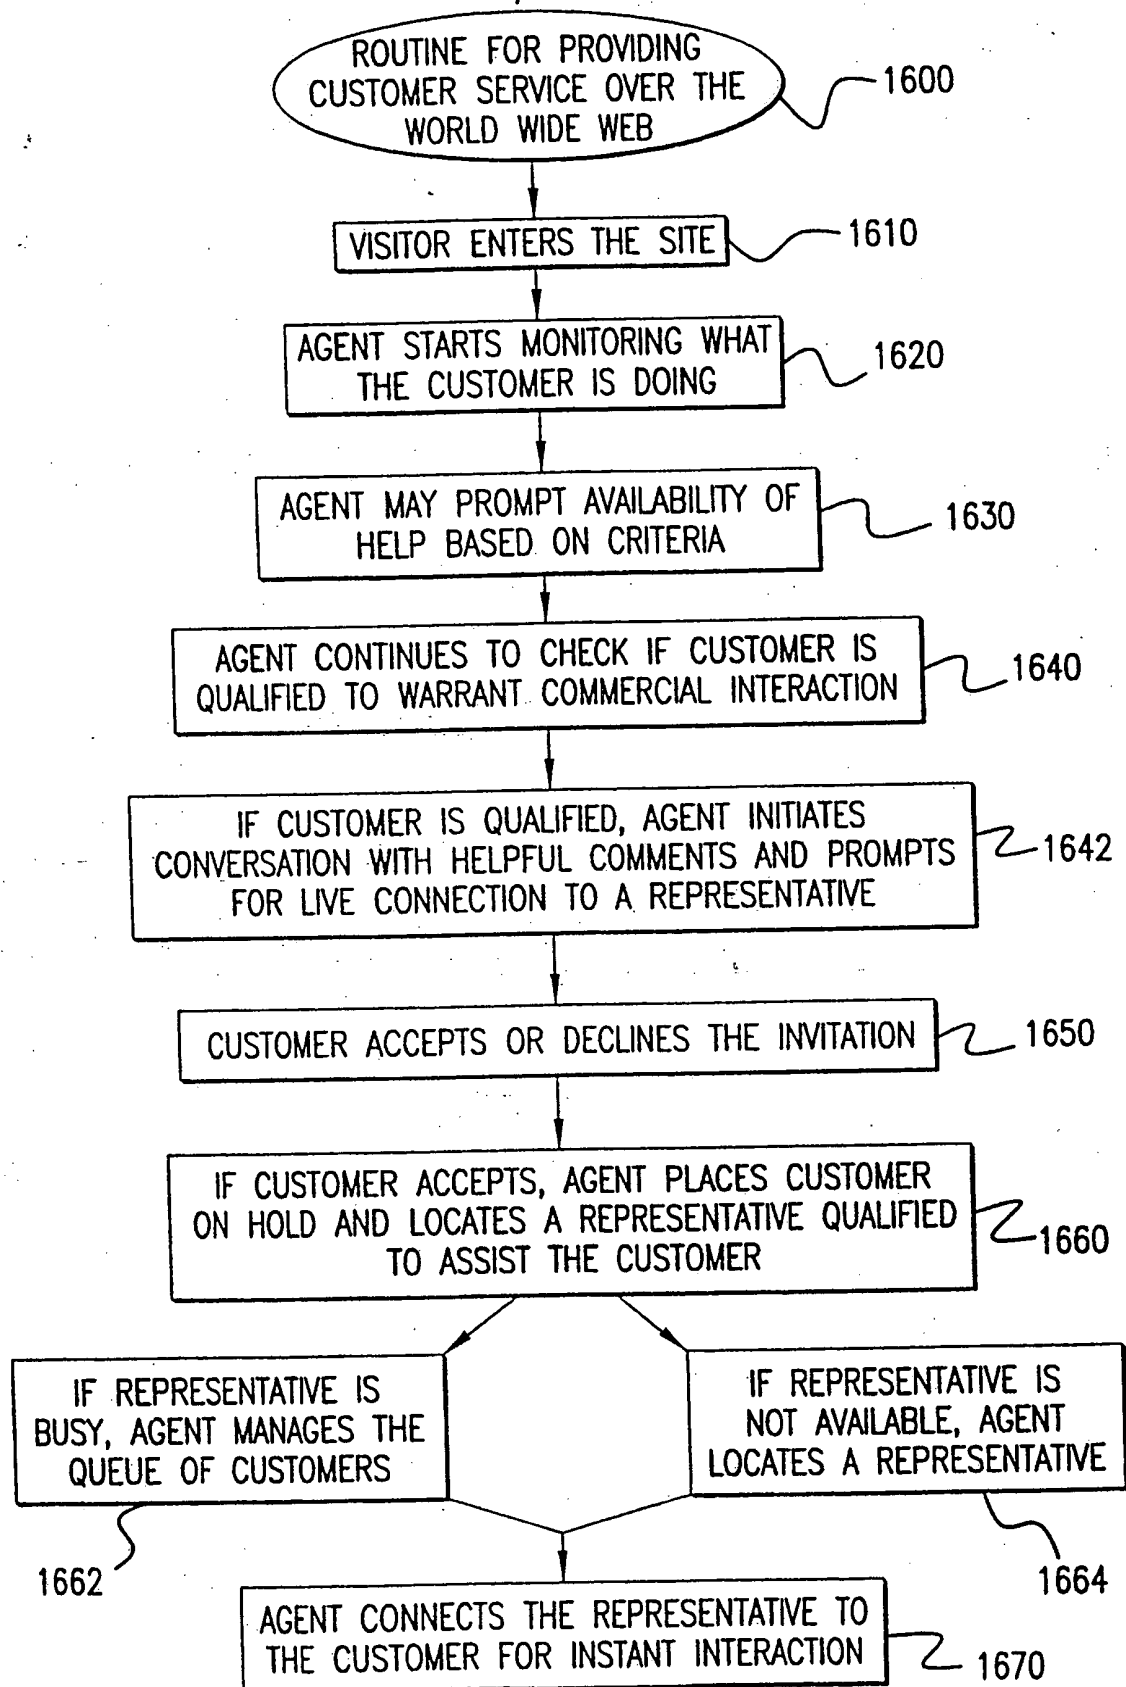 ROUTINE FOR PROVIDING
CUSTOMER SERVICE OVER THE
WORLD WIDE WEB
1600
VISITOR ENTERS THE SITE
1610
AGENT STARTS MONITORING WHAT
THE CUSTOMER IS DOING
1620
AGENT MAY PROMPT AVAILABILITY OF
HELP BASED ON CRITERIA
1630
AGENT CONTINUES TO CHECK IF CUSTOMER IS
QUALIFIED TO WARRANT COMMERCIAL INTERACTION
1640
IF CUSTOMER IS QUALIFIED, AGENT INITIATES
CONVERSATION WITH HELPFUL COMMENTS AND PROMPTS
FOR LIVE CONNECTION TO A REPRESENTATIVE
1642
CUSTOMER ACCEPTS OR DECLINES THE INVITATION
1650
IF CUSTOMER ACCEPTS, AGENT PLACES CUSTOMER
ON HOLD AND LOCATES A REPRESENTATIVE QUALIFIED
TO ASSIST THE CUSTOMER
1660
IF REPRESENTATIVE IS
BUSY, AGENT MANAGES THE
QUEUE OF CUSTOMERS
1662
IF REPRESENTATIVE IS
NOT AVAILABLE, AGENT
LOCATES A REPRESENTATIVE
1664
AGENT CONNECTS THE REPRESENTATIVE TO
THE CUSTOMER FOR INSTANT INTERACTION
1670